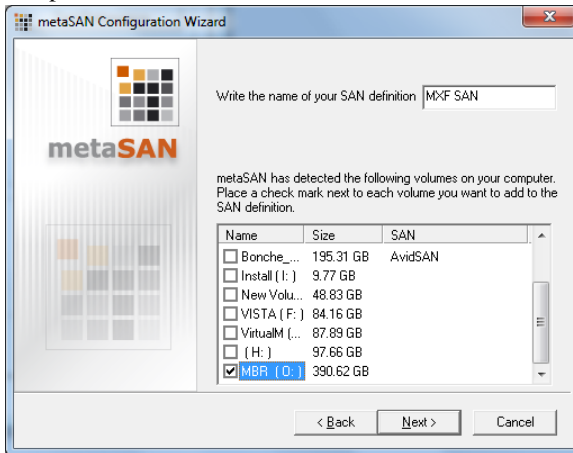 metaSAN Configuration Wizard
metaSAN
Write the name of your SAN definition MXF SAN
metaSAN has detected the following volumes on your computer.
Place a check mark next to each volume you want to add to the
SAN definition.
Name Size SAN
Bonche_... 195.31 GB AvidSAN
Install ( I: ) 9.77 GB
New Volu... 48.83 GB
VISTA ( F: ) 84.16 GB
VirtualM (... 87.89 GB
( H: ) 97.66 GB
MBR ( O: ) 390.62 GB
< Back Next > Cancel